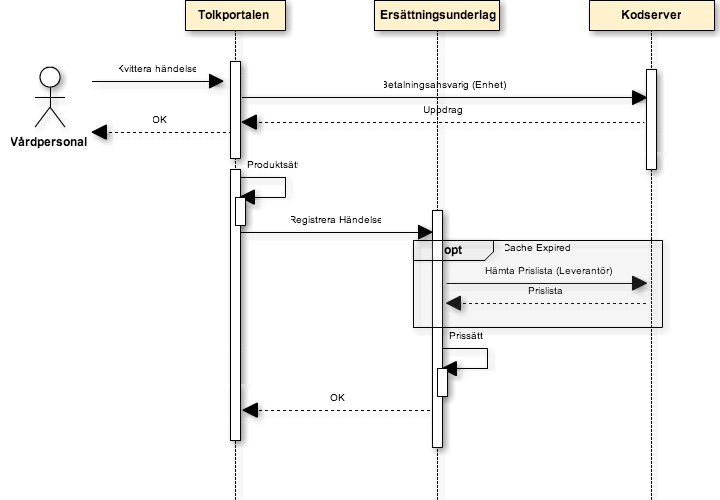 Tolkportalen
Ersättningsunderlag
Kodserver
Kvittera händelse
Betalningsansvarig (Enhet)
Uppdrag
OK
Vårdpersonal
Produktsätt
Registrera Händelse
opt
Cache Expired
Hämta Prislista (Leverantör)
Prislista
Prissätt
OK